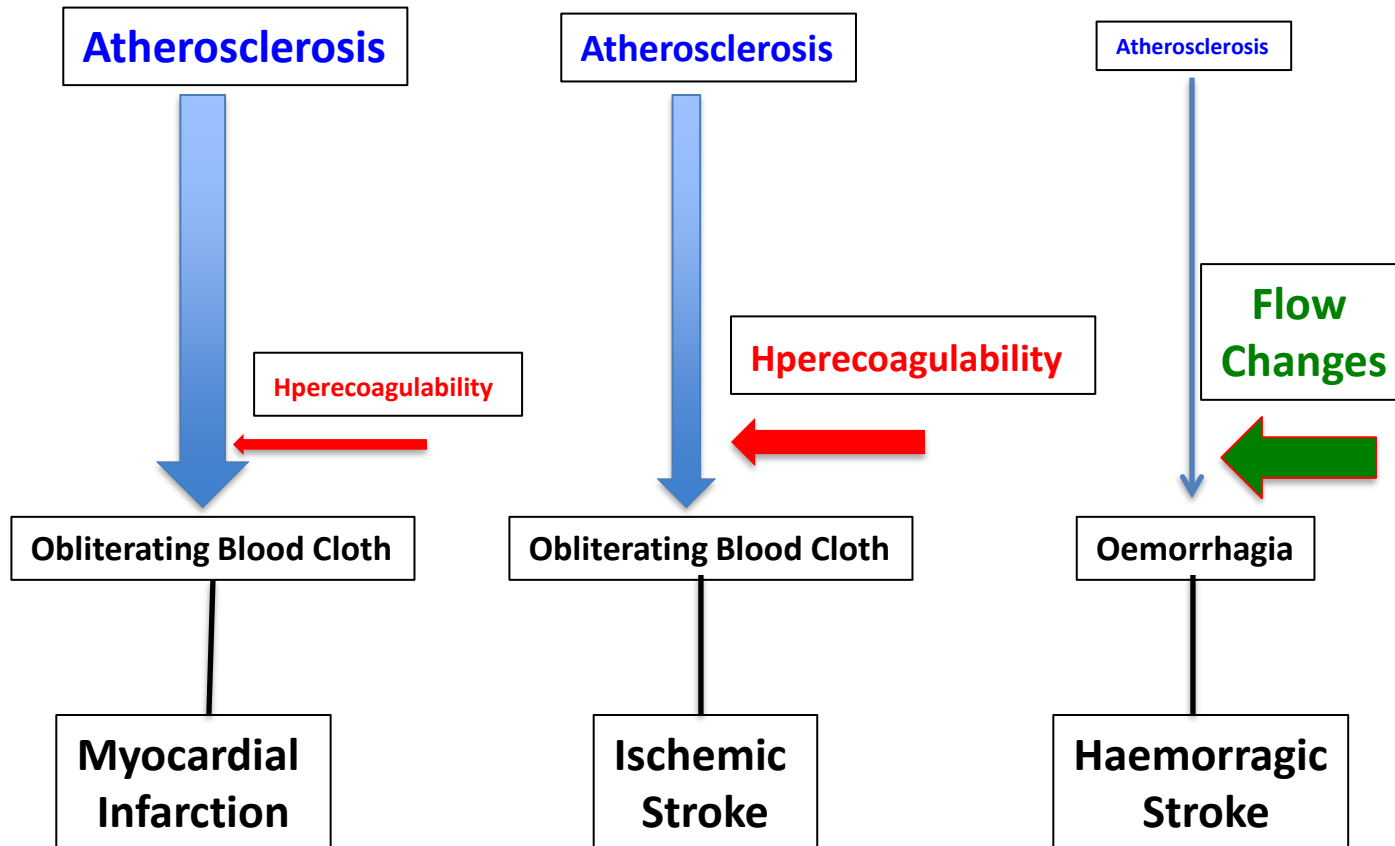 Atherosclerosis
Atherosclerosis
Atherosclerosis
Hperecoagulability
Hperecoagulability
Flow
Changes
Obliterating Blood Cloth
Obliterating Blood Cloth
Oemorrhagia
Myocardial
Infarction
Ischemic
Stroke
Haemorragic
Stroke